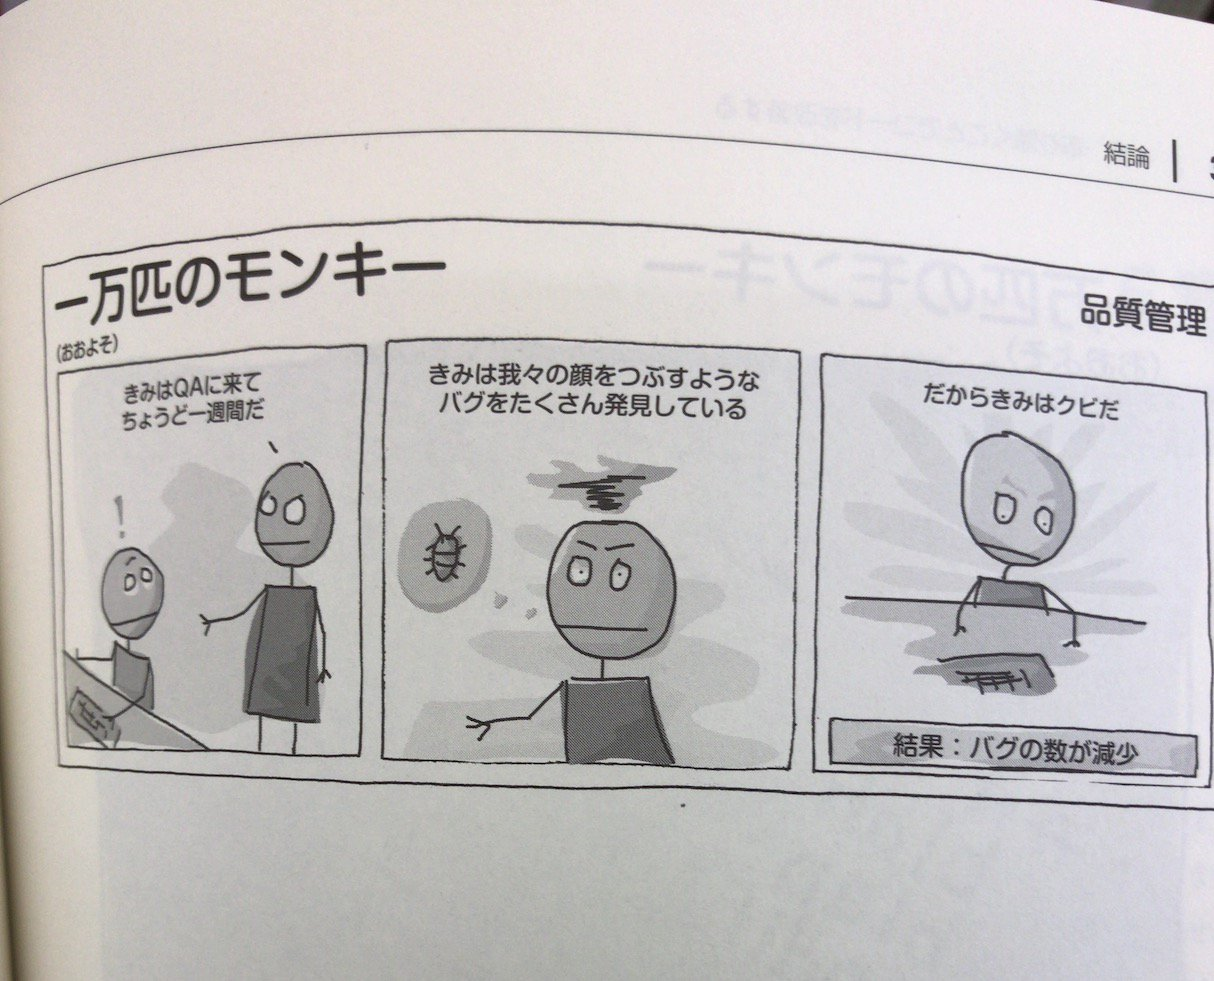 結論
一万匹のモンキー
(おおよそ)
品質管理
きみはQAに来て
ちょうど一週間だ
!
きみは我々の顔をつぶすような
バグをたくさん発見している
だからきみはクビだ
結果：バグの数が減少